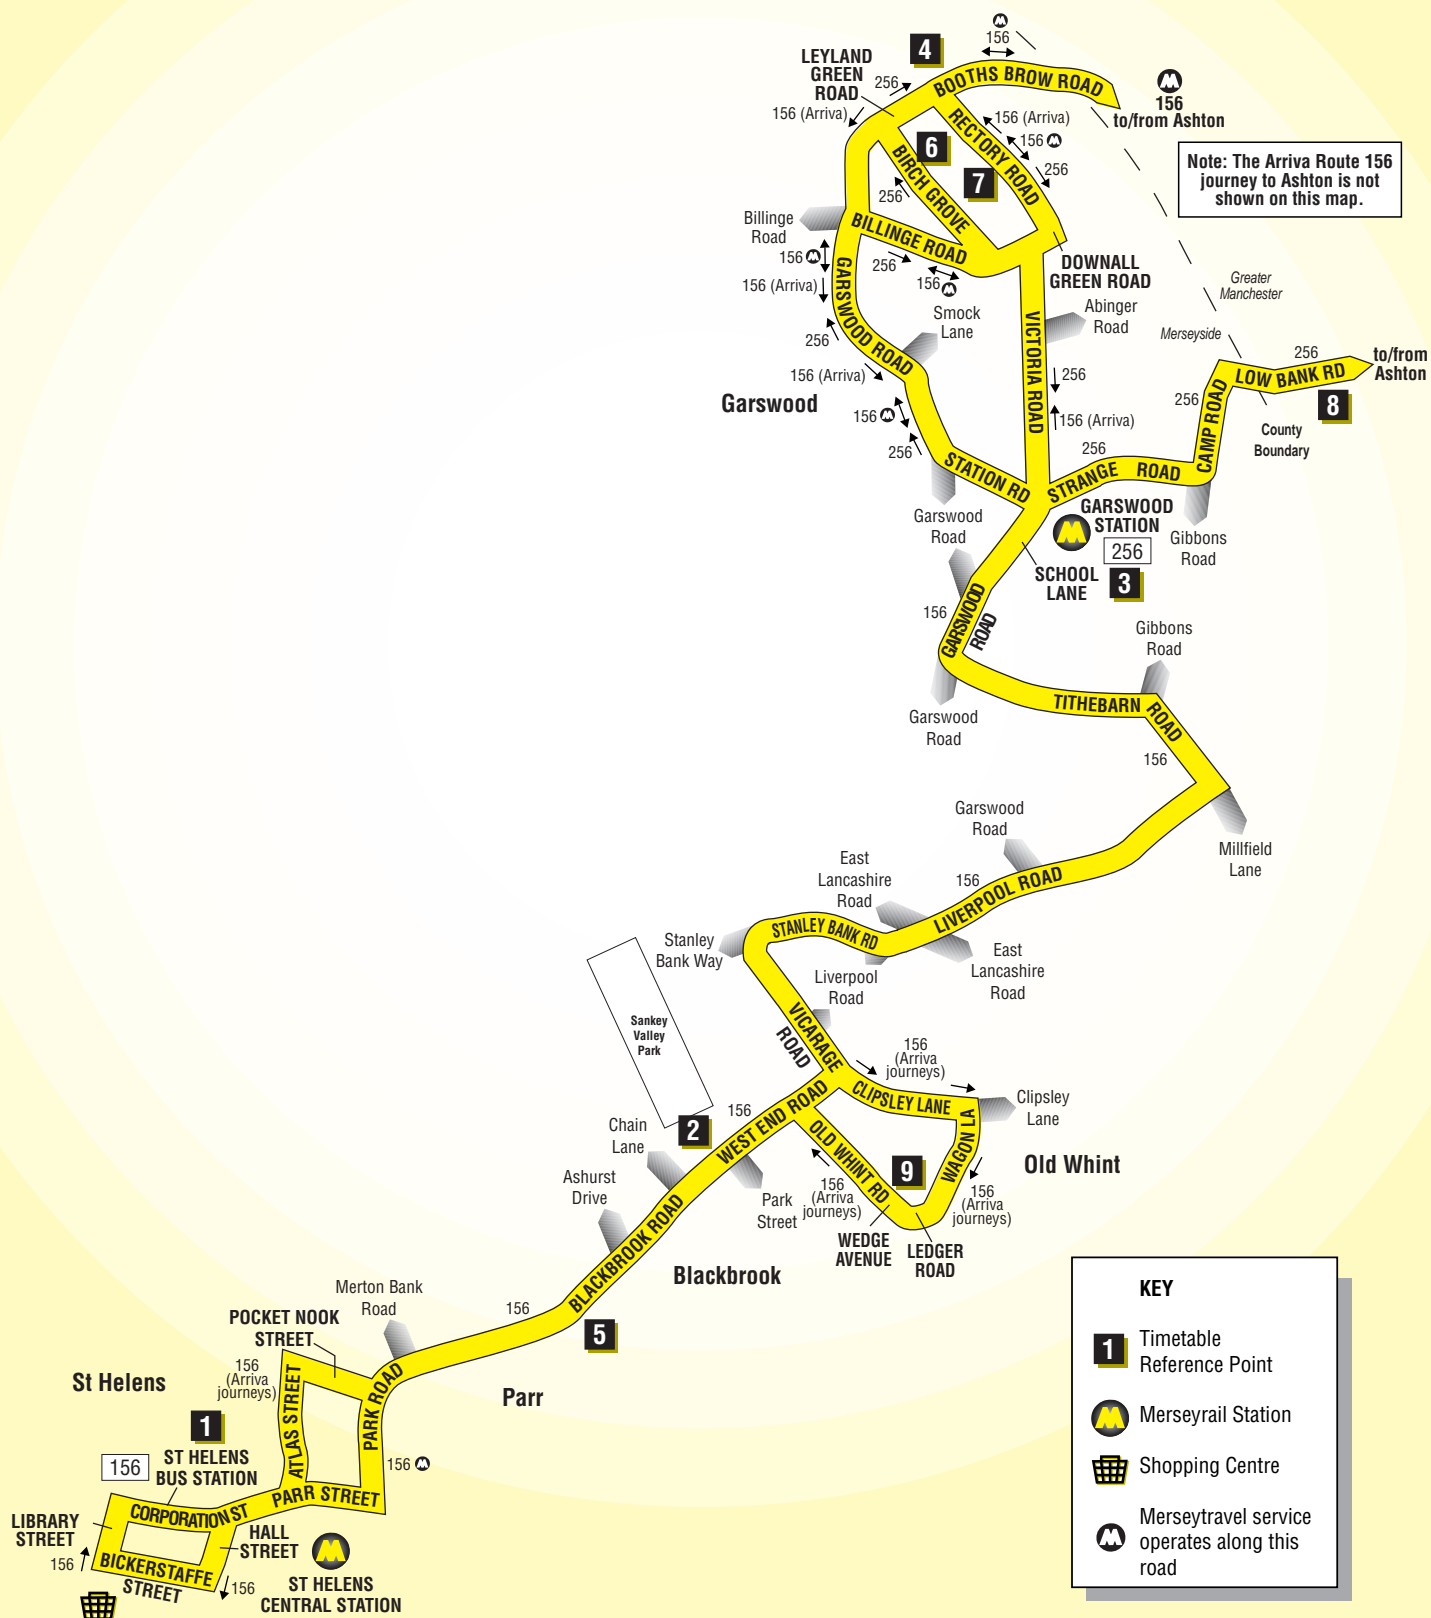 156
4
LEYLAND
GREEN
ROAD
256
156 (Arriva)
BOOTHS BROW ROAD
156
to/from Ashton
Note: The Arriva Route 156
journey to Ashton is not
shown on this map.
RECTORY ROAD
156 (Arriva)
156
256
6
7
BIRCH GROVE
256
Billinge
Road
BILLINGE ROAD
156
256
156
156 (Arriva)
DOWNALL
GREEN ROAD
Greater
Manchester
Merseyside
GARSWOOD ROAD
Smock
Lane
Abinger
Road
256
156 (Arriva)
VICTORIA ROAD
256
156 (Arriva)
256
LOW BANK RD
to/from
Ashton
8
256
CAMP ROAD
County
Boundary
Garswood
156
256
STATION RD
256
STRANGE ROAD
Garswood
Road
GARSWOOD
STATION
256
3
Gibbons
Road
SCHOOL
LANE
156
GARSWOOD
ROAD
Gibbons
Road
Garswood
Road
TITHEBARN ROAD
156
Millfield
Lane
Garswood
Road
156
LIVERPOOL ROAD
East
Lancashire
Road
East
Lancashire
Road
STANLEY BANK RD
Stanley
Bank Way
Liverpool
Road
Sankey
Valley
Park
VICARAGE
ROAD
156
(Arriva
journeys)
CLIPSLEY LANE
Clipsley
Lane
WAGON LA
Old Whint
156
(Arriva
journeys)
9
OLD WHINT RD
156
(Arriva
journeys)
WEDGE
AVENUE
LEDGER
ROAD
156
WEST END ROAD
2
Chain
Lane
Park
Street
Ashurst
Drive
BLACKBROOK ROAD
Blackbrook
5
156
Merton Bank
Road
Parr
POCKET NOOK
STREET
156
(Arriva
journeys)
ATLAS STREET
PARK ROAD
156
St Helens
1
ST HELENS
BUS STATION
156
PARR STREET
CORPORATION ST
LIBRARY
STREET
HALL
STREET
156
BICKERSTAFFE
STREET
156
ST HELENS
CENTRAL STATION
KEY
1
Timetable
Reference Point
Merseyrail Station
Shopping Centre
Merseytravel service
operates along this
road